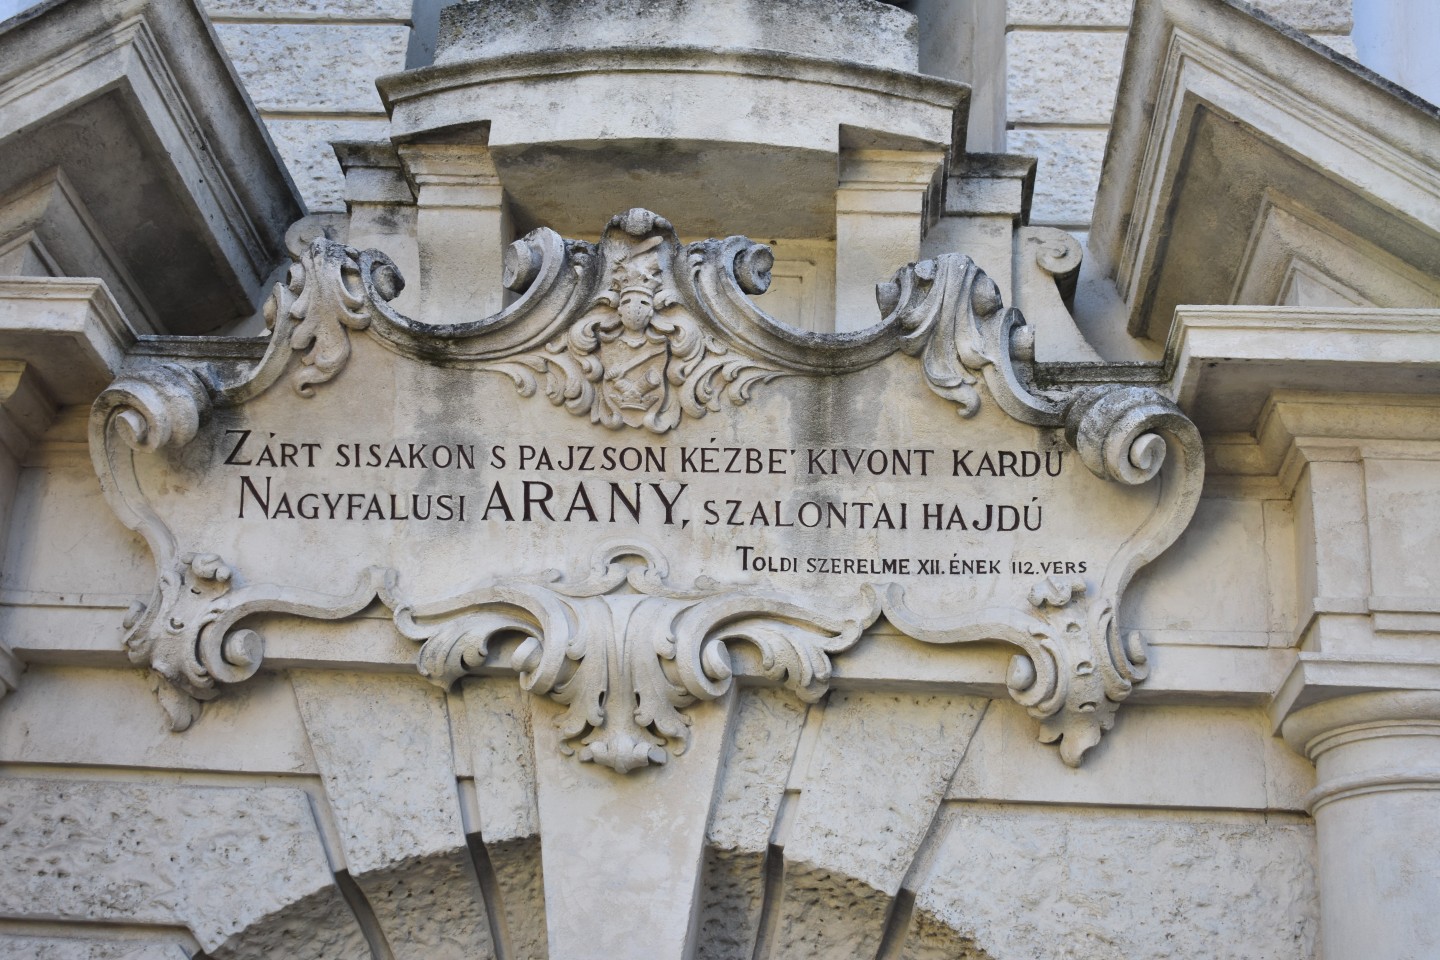 ZÁRT SISAKON S PAJZSON KÉZBE' KIVONT KARDÚ
NAGYFALUSI ARANY, SZALONTAI HAJDÚ
TOLDI SZERELME XII. ÉNEK 112. VERS